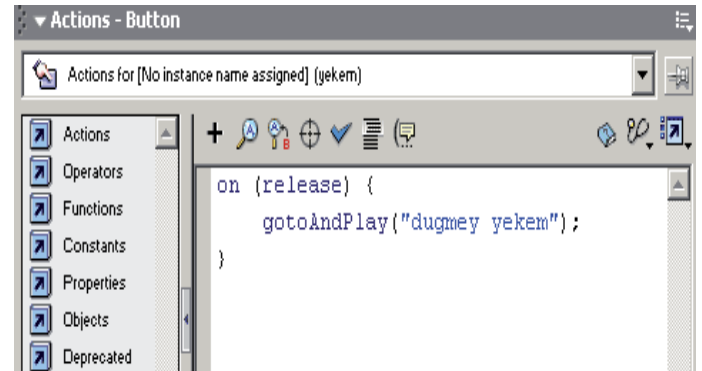 Actions - Button
Actions for [No instance name assigned] (yekem)
Actions
Operators
Functions
Constants
Properties
Objects
Deprecated
on (release) {
gotoAndPlay("dugmey yekem");
}